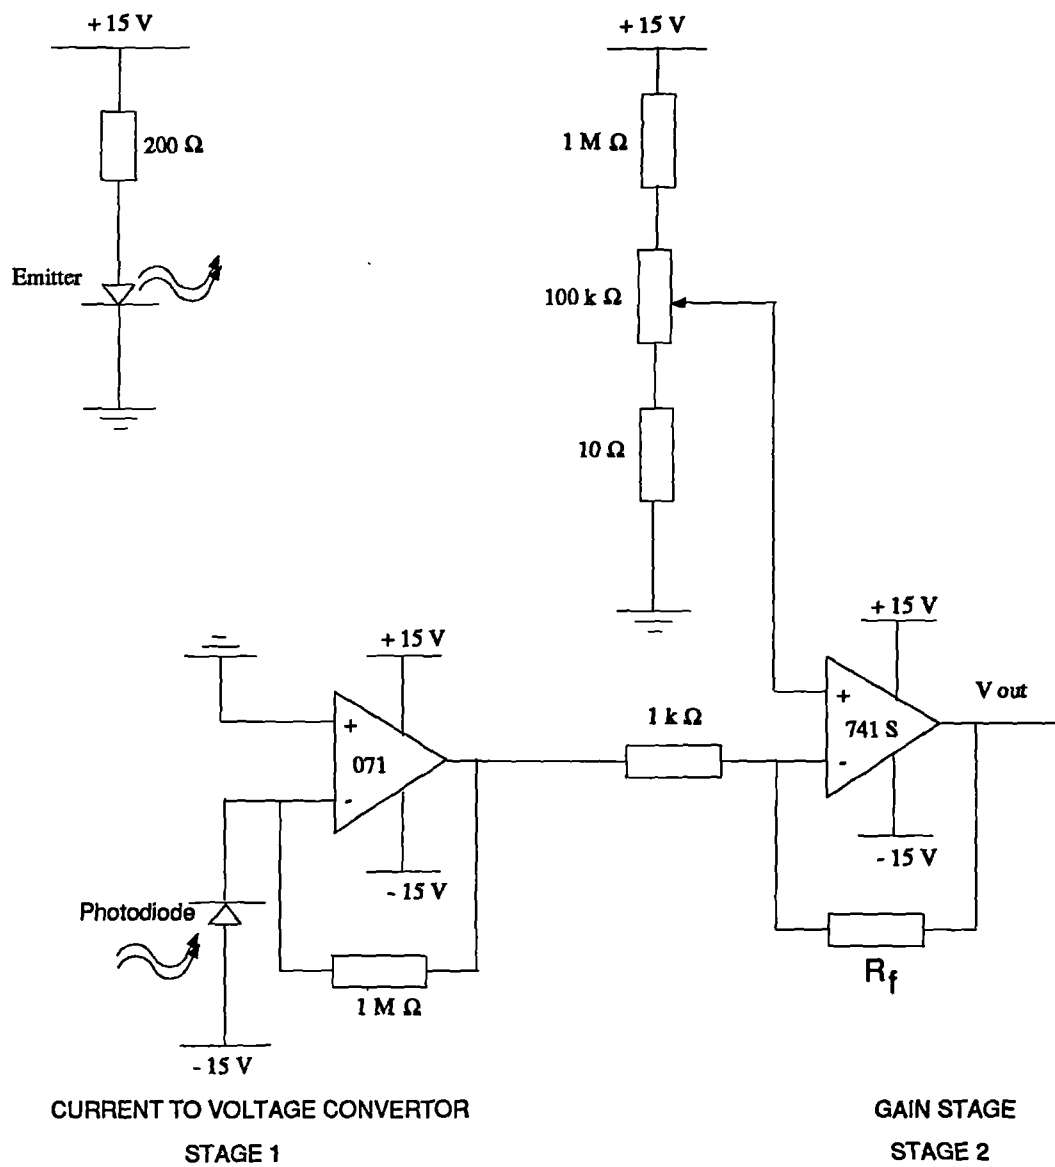 + 15 V
200 Ω
Emitter
+ 15 V
1 M Ω
100 k Ω
10 Ω
+ 15 V
+
071
-
- 15 V
Photodiode
1 M Ω
- 15 V
1 k Ω
+ 15 V
+
741 S
-
- 15 V
V out
Rf
CURRENT TO VOLTAGE CONVERTOR
STAGE 1
GAIN STAGE
STAGE 2